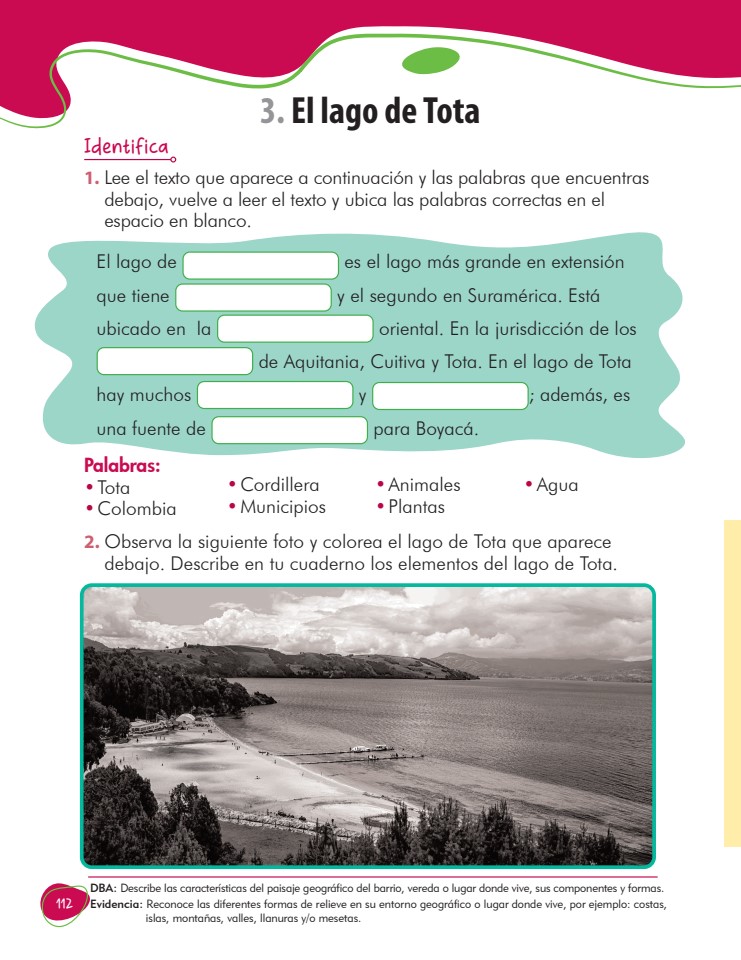 3. El lago de Tota
Identifica
1. Lee el texto que aparece a continuación y las palabras que encuentras
debajo, vuelve a leer el texto y ubica las palabras correctas en el
espacio en blanco.
El lago de es el lago más grande en extensión
que tiene y el segundo en Suramérica. Está
ubicado en la oriental. En la jurisdicción de los
de Aquitania, Cuitiva y Tota. En el lago de Tota
hay muchos y ; además, es
una fuente de para Boyacá.
Palabras:
• Tota • Cordillera • Animales • Agua
• Colombia • Municipios • Plantas
2. Observa la siguiente foto y colorea el lago de Tota que aparece
debajo. Describe en tu cuaderno los elementos del lago de Tota.
DBA: Describe las características del paisaje geográfico del barrio, vereda o lugar donde vive, sus componentes y formas.
112 Evidencia: Reconoce las diferentes formas de relieve en su entorno geográfico o lugar donde vive, por ejemplo: costas,
islas, montañas, valles, llanuras y/o mesetas.